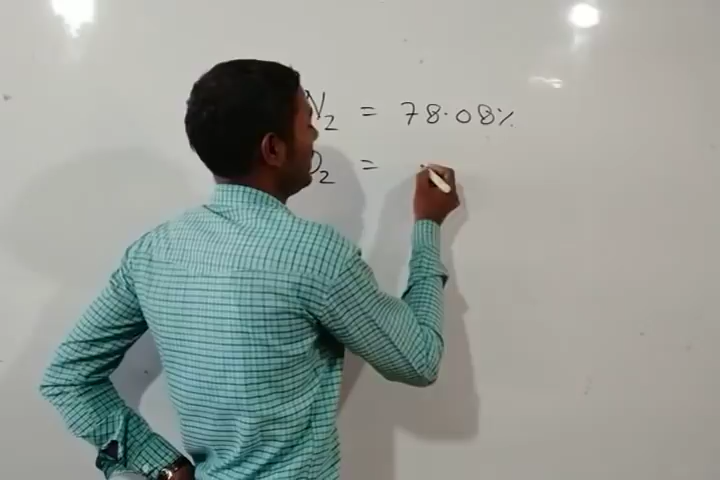 N2 = 78.08%
O2 =